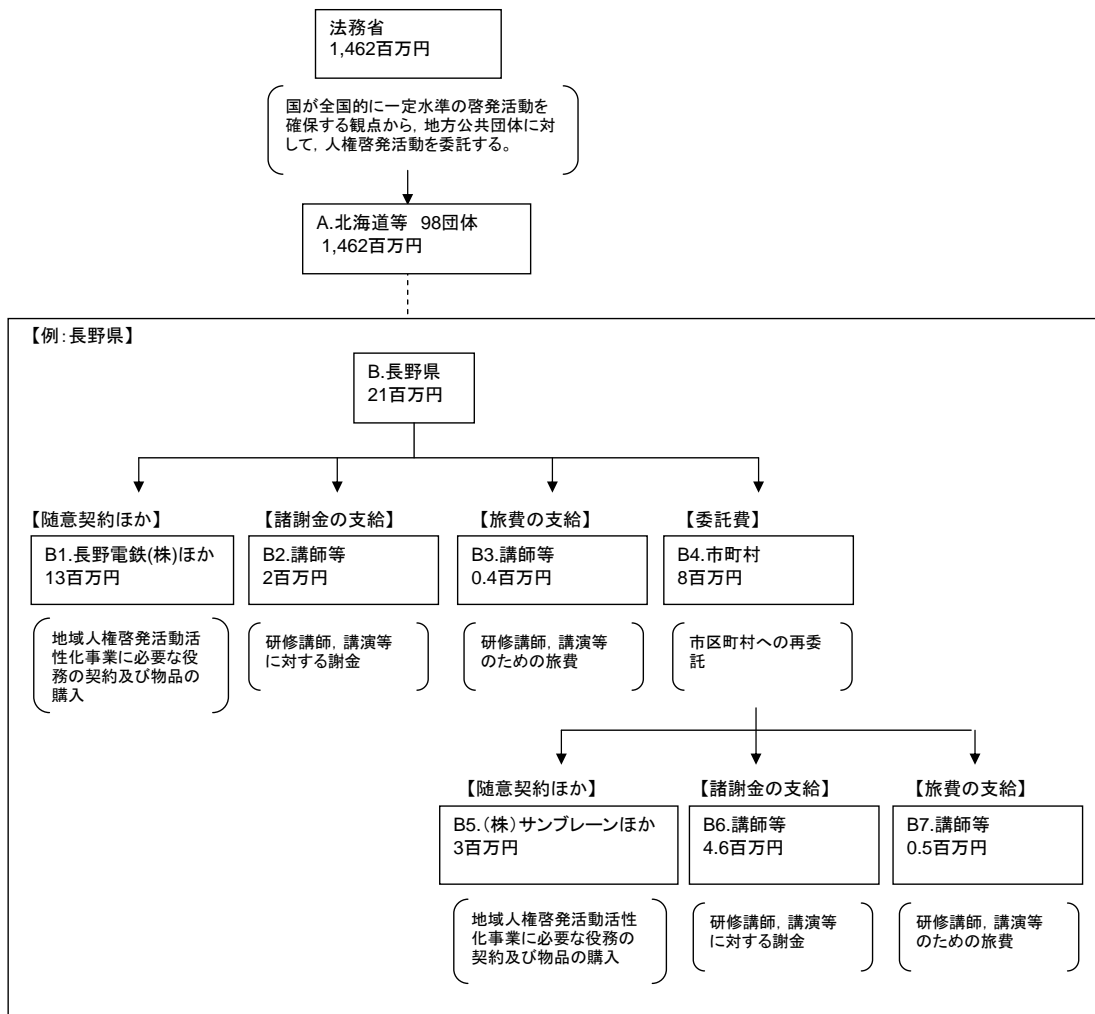 法務省
1,462百万円
国が全国的に一定水準の啓発活動を
確保する観点から，地方公共団体に対
して，人権啓発活動を委託する。
A.北海道等　98団体
1,462百万円
【例：長野県】
B.長野県
21百万円
【随意契約ほか】
B1.長野電鉄(株)ほか
13百万円
地域人権啓発活動活
性化事業に必要な役
務の契約及び物品の
購入
【諸謝金の支給】
B2.講師等
2百万円
研修講師，講演等
に対する謝金
【旅費の支給】
B3.講師等
0.4百万円
研修講師，講演等
のための旅費
【委託費】
B4.市町村
8百万円
市区町村への再委
託
【随意契約ほか】
B5.（株）サンブレーンほか
3百万円
地域人権啓発活動活性
化事業に必要な役務の
契約及び物品の購入
【諸謝金の支給】
B6.講師等
4.6百万円
研修講師，講演等
に対する謝金
【旅費の支給】
B7.講師等
0.5百万円
研修講師，講演等
のための旅費